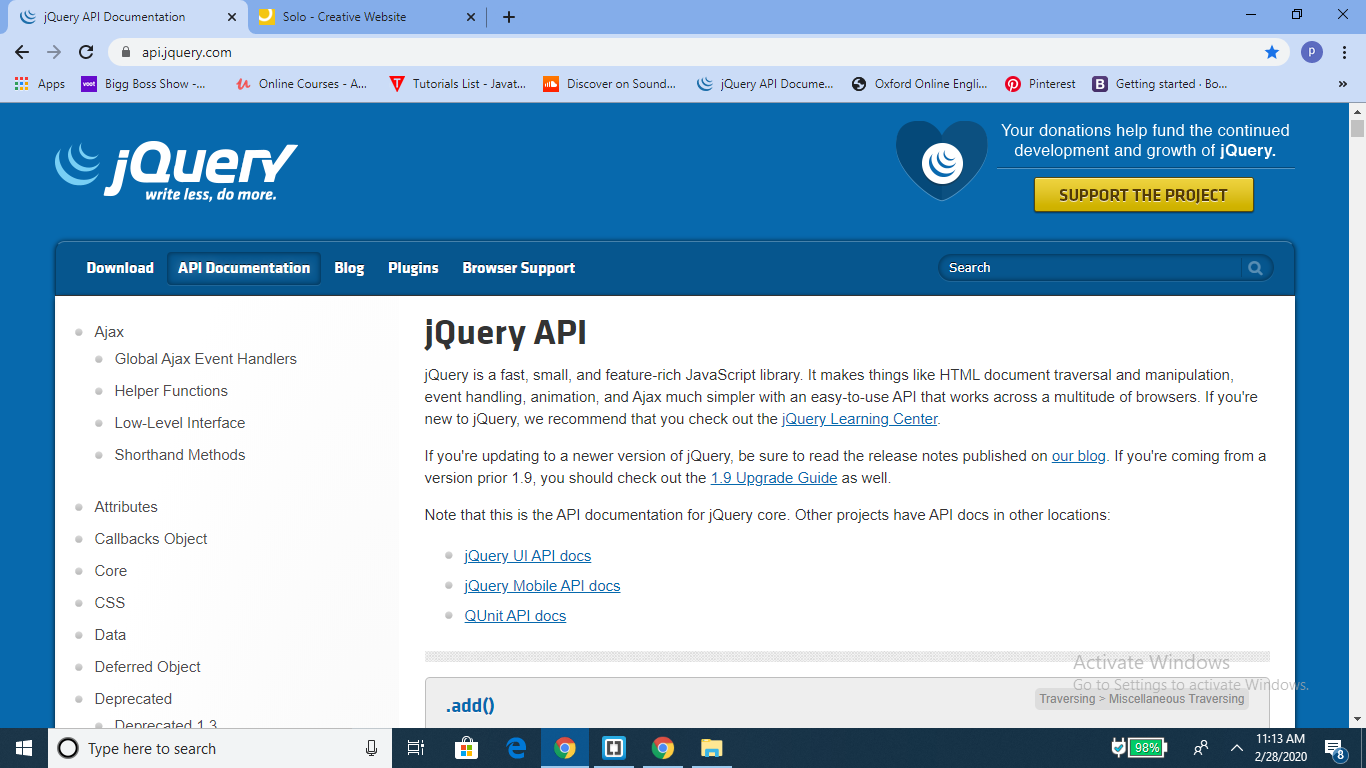 jQuery API Documentation
Solo - Creative Website
api.jquery.com
p
Apps
voot
Bigg Boss Show -...
Online Courses - A...
Tutorials List - Javat...
Discover on Sound...
jQuery API Docume...
Oxford Online Engli...
Pinterest
B
Getting started · Bo...
»
jQuery
write less, do more.
Your donations help fund the continued
development and growth of jQuery.
SUPPORT THE PROJECT
Download
API Documentation
Blog
Plugins
Browser Support
Search
Ajax
Global Ajax Event Handlers
Helper Functions
Low-Level Interface
Shorthand Methods
Attributes
Callbacks Object
Core
CSS
Data
Deferred Object
Deprecated
Deprecated 1.3
jQuery API
jQuery is a fast, small, and feature-rich JavaScript library. It makes things like HTML document traversal and manipulation,
event handling, animation, and Ajax much simpler with an easy-to-use API that works across a multitude of browsers. If you're
new to jQuery, we recommend that you check out the jQuery Learning Center.
If you're updating to a newer version of jQuery, be sure to read the release notes published on our blog. If you're coming from a
version prior 1.9, you should check out the 1.9 Upgrade Guide as well.
Note that this is the API documentation for jQuery core. Other projects have API docs in other locations:
jQuery UI API docs
jQuery Mobile API docs
QUnit API docs
Activate Windows
Go to Settings to activate Windows.
.add()
Traversing > Miscellaneous Traversing
Type here to search
98%
11:13 AM
2/28/2020
8